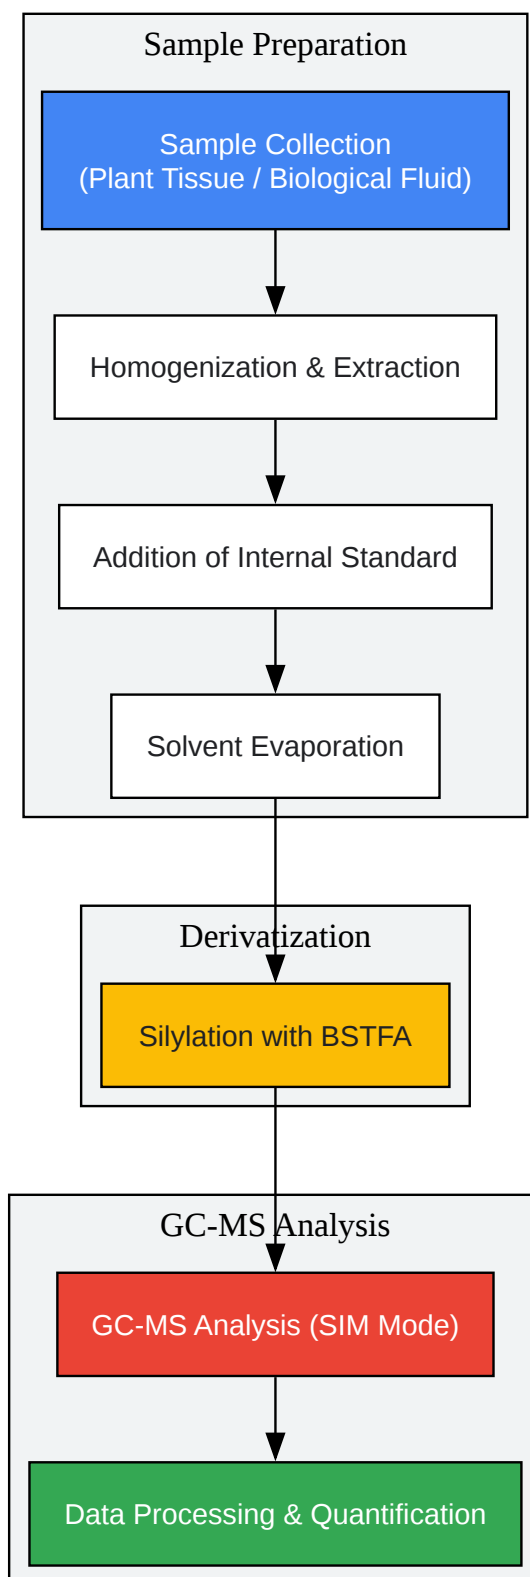 Sample Preparation
Sample Collection
(Plant Tissue / Biological Fluid)
Homogenization & Extraction
Addition of Internal Standard
Solvent Evaporation
Derivatization
Silylation with BSTFA
GC-MS Analysis
GC-MS Analysis (SIM Mode)
Data Processing & Quantification